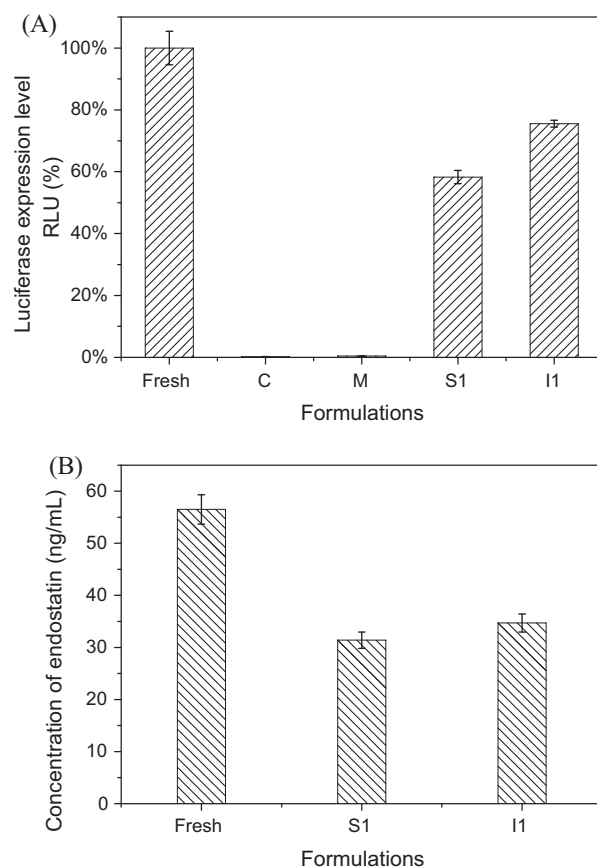 (A)
Luciferase expression level
RLU (%)
100%
80%
60%
40%
20%
0%
Fresh C M S1 I1
Formulations
(B)
Concentration of endostatin (ng/mL)
60
50
40
30
20
10
0
Fresh S1 I1
Formulations